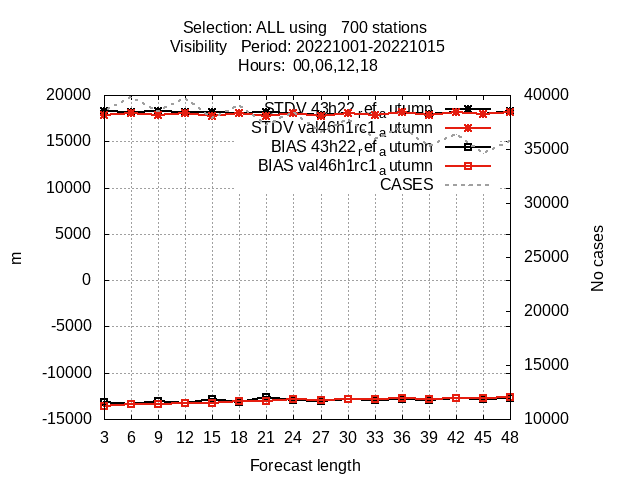 Selection: ALL using 700 stations
Visibility Period: 20221001-20221015
Hours: 00,06,12,18
20000
15000
10000
5000
0
-5000
-10000
-15000
m
40000
35000
30000
25000
20000
15000
10000
No cases
STDV 43h22_ref_autumn
STDV val46h1rc1_autumn
BIAS 43h22_ref_autumn
BIAS val46h1rc1_autumn
CASES
3 6 9 12 15 18 21 24 27 30 33 36 39 42 45 48
Forecast length